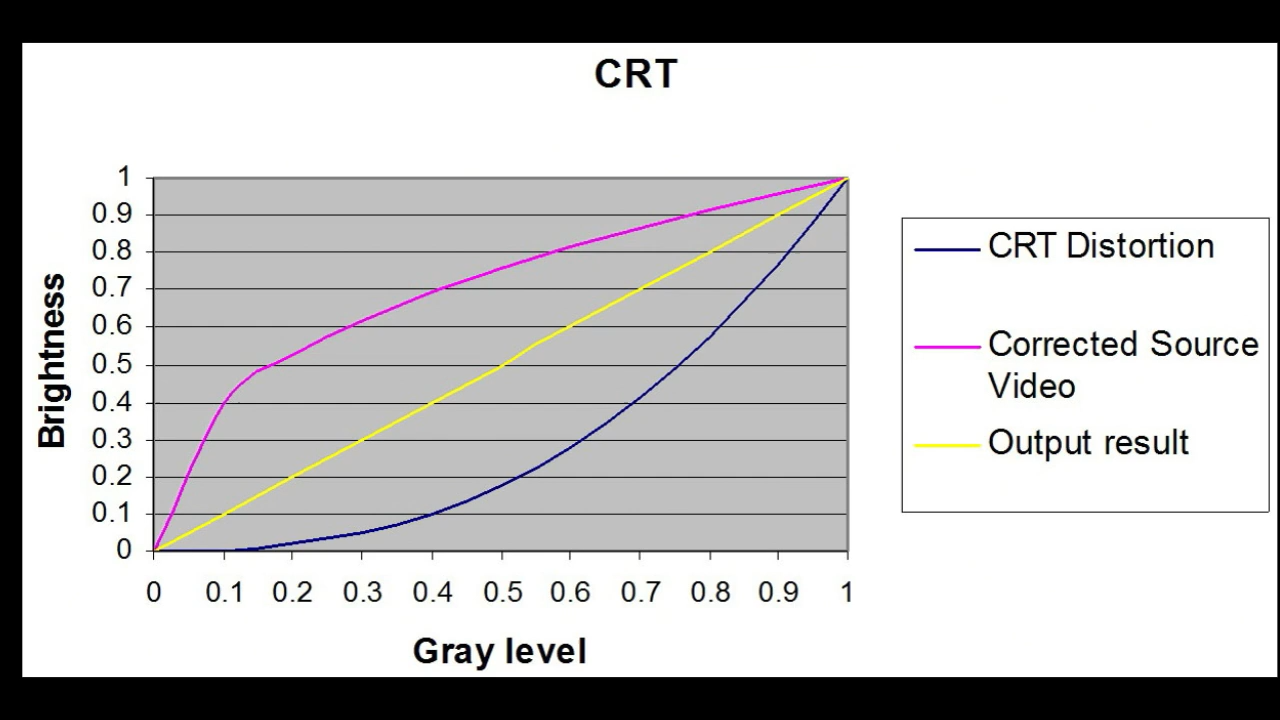 CRT
1
0.9
0.8
0.7
0.6
0.5
0.4
0.3
0.2
0.1
0
Brightness
0 0.1 0.2 0.3 0.4 0.5 0.6 0.7 0.8 0.9 1
Gray level
CRT Distortion
Corrected Source
Video
Output result